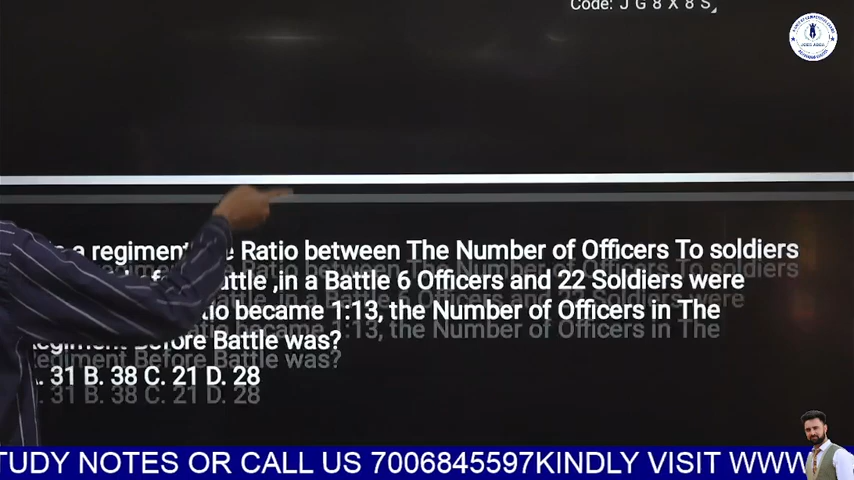 Code: J G 8 X 8 S
a regiment Ratio between The Number of Officers To soldiers
Battle ,in a Battle 6 Officers and 22 Soldiers were
became 1:13, the Number of Officers in The
Regiment Before Battle was?
31 B. 38 C. 21 D. 28
TUDY NOTES OR CALL US 7006845597KINDLY VISIT WWW